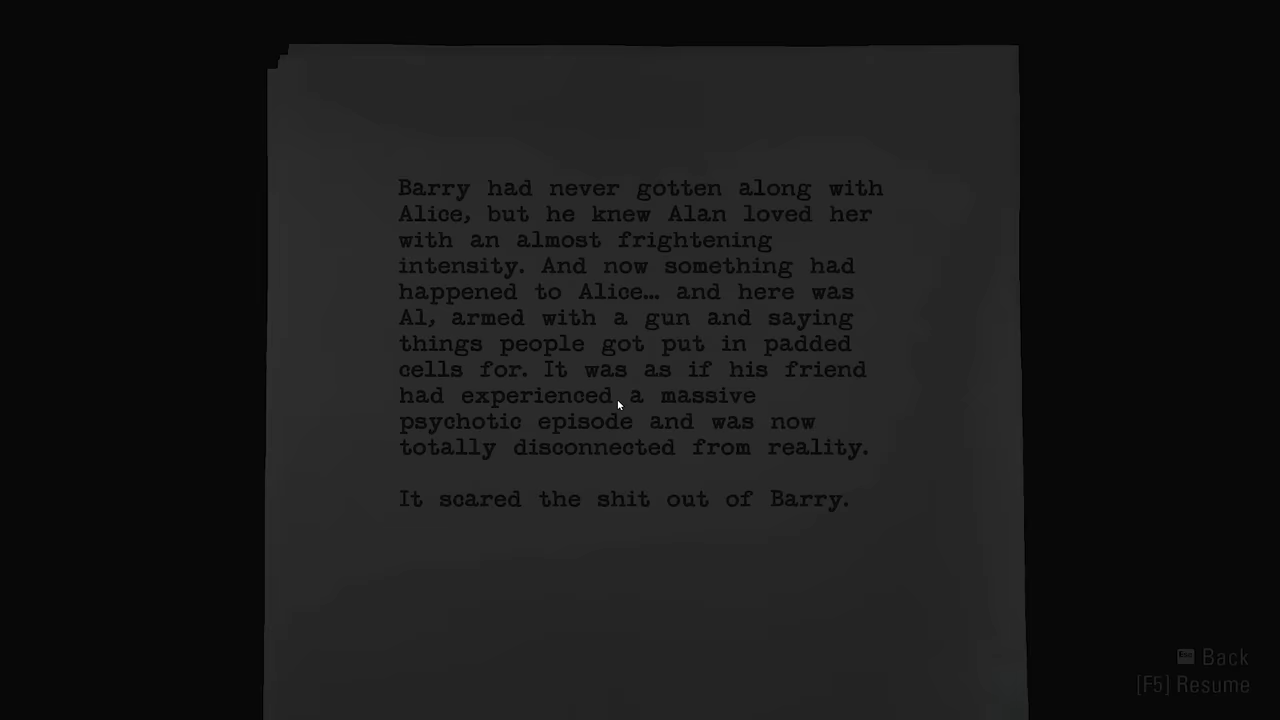 Barry had never gotten along with
Alice, but he knew Alan loved her
with an almost frightening
intensity. And now something had
happened to Alice… and here was
Al, armed with a gun and saying
things people got put in padded
cells for. It was as if his friend
had experienced a massive
psychotic episode and was now
totally disconnected from reality.
It scared the shit out of Barry.
Esc Back
[F5] Resume